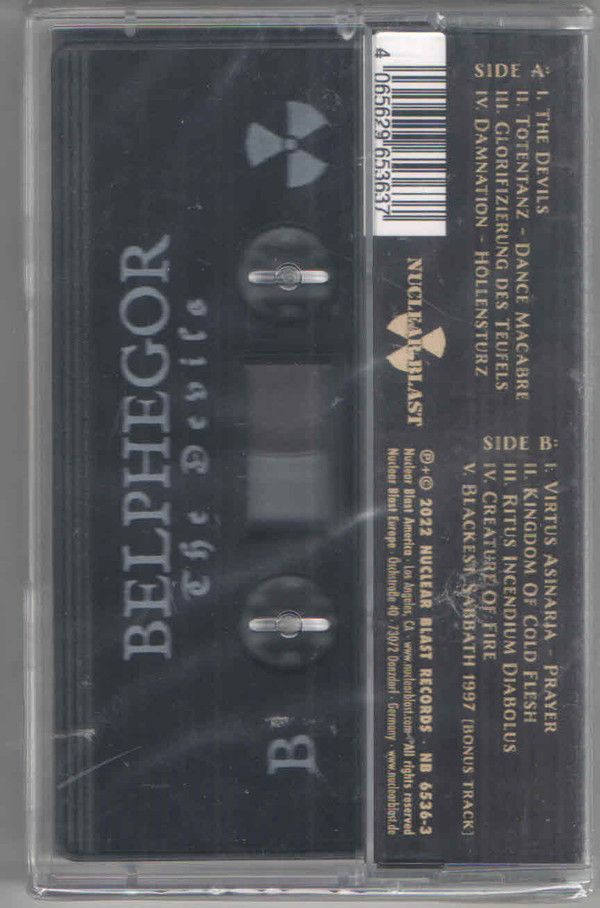 SIDE A:
I. THE DEVILS
II. TOTENTANZ - DANCE MACABRE
III. GLORIFIZIERUNG DES TEUFELS
IV. DAMNATION - HÖLLENSTURZ
SIDE B:
I. VIRTUS ASINARIA - PRAYER
II. KINGDOM OF COLD FLESH
III. RITUS INCENDIUM DIABOLUS
IV. CREATURE OF FIRE
V. BLACKEST SABBATH 1997 [BONUS TRACK]
4 065629 653637
NUCLEAR BLAST
℗+© 2022 NUCLEAR BLAST RECORDS · NB 6536-3
Nuclear Blast America · Los Angeles, CA · www.nuclearblast.com · All rights reserved
Nuclear Blast Europe · Oeschstraße 40 · 73072 Donzdorf · Germany · www.nuclearblast.de
BELPHEGOR
The Devils
B